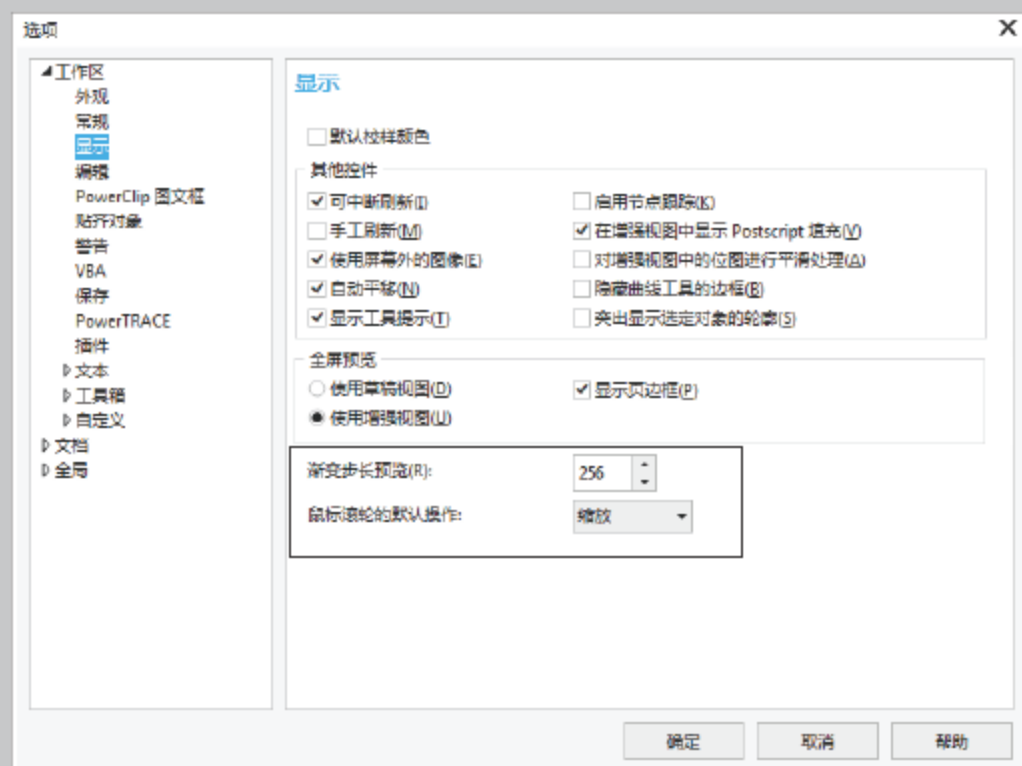 选项
工作区
外观
常规
显示
编辑
PowerClip 图文框
贴齐对象
警告
VBA
保存
PowerTRACE
插件
文本
工具箱
自定义
文档
全局
显示
默认校样颜色
其他控件
可中断刷新(I)
启用节点跟踪(K)
手工刷新(M)
在增强视图中显示 Postscript 填充(V)
使用屏幕外的图像(E)
对增强视图中的位图进行平滑处理(A)
自动平移(N)
隐藏曲线工具的边框(B)
显示工具提示(T)
突出显示选定对象的轮廓(S)
全屏预览
使用草稿视图(D)
显示页边框(P)
使用增强视图(U)
渐变步长预览(R): 256
鼠标滚轮的默认操作: 缩放
确定 取消 帮助